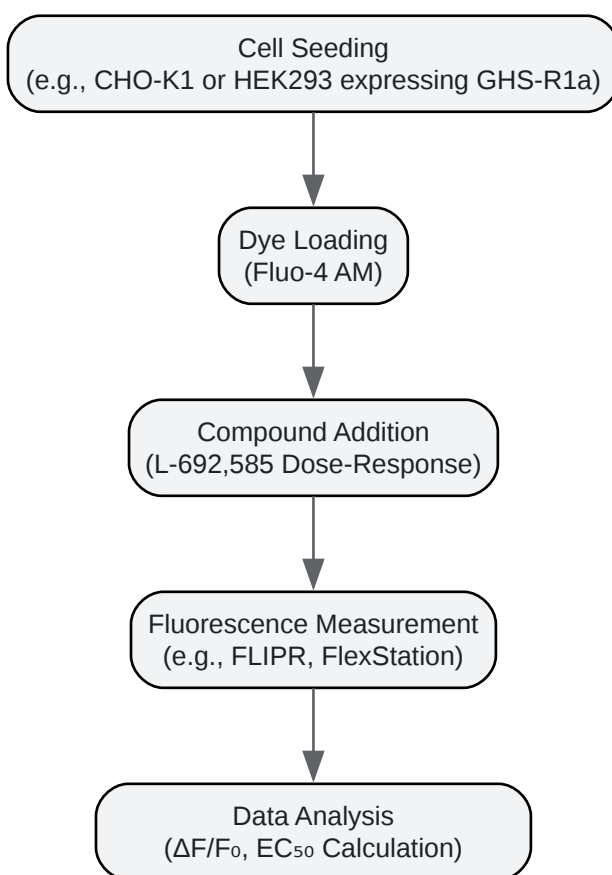 Cell Seeding
(e.g., CHO-K1 or HEK293 expressing GHS-R1a)
Dye Loading
(Fluo-4 AM)
Compound Addition
(L-692,585 Dose-Response)
Fluorescence Measurement
(e.g., FLIPR, FlexStation)
Data Analysis
(ΔF/F₀, EC₅₀ Calculation)